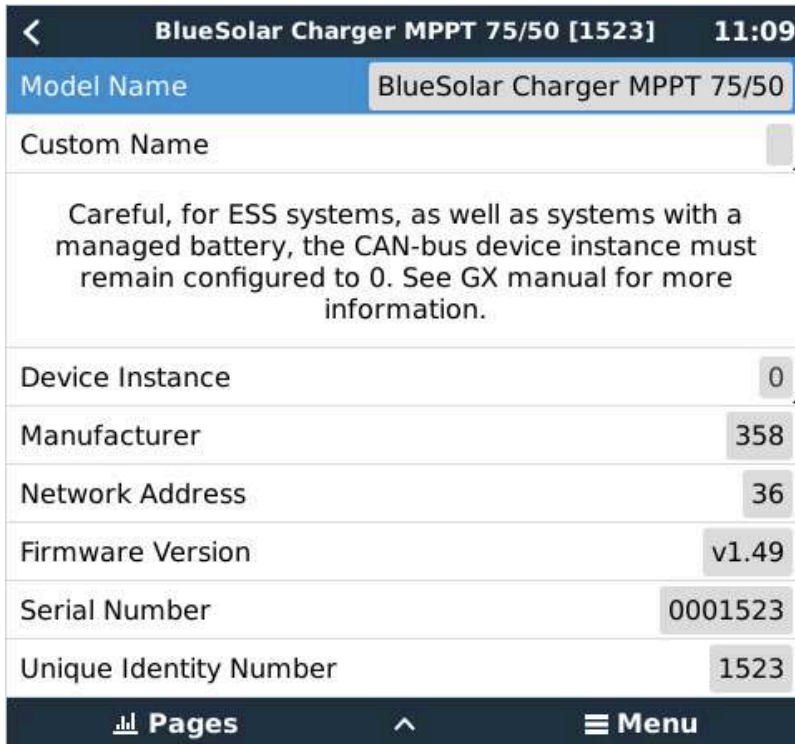 BlueSolar Charger MPPT 75/50 [1523] 11:09
Model Name BlueSolar Charger MPPT 75/50
Custom Name
Careful, for ESS systems, as well as systems with a
managed battery, the CAN-bus device instance must
remain configured to 0. See GX manual for more
information.
Device Instance 0
Manufacturer 358
Network Address 36
Firmware Version v1.49
Serial Number 0001523
Unique Identity Number 1523
Pages Menu